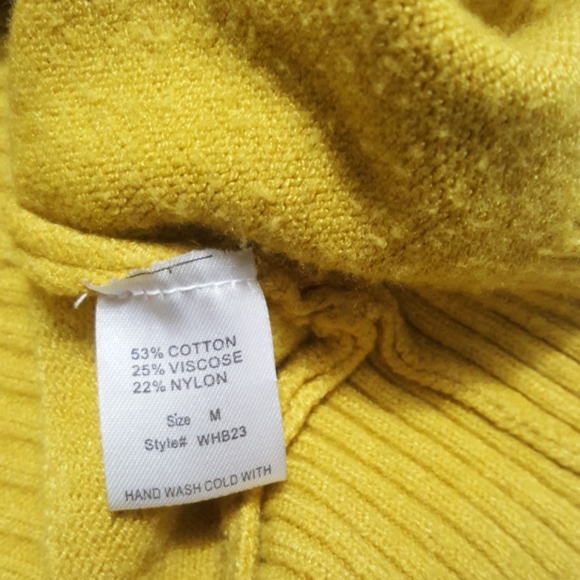 53% COTTON
25% VISCOSE
22% NYLON
Size M
Style# WHB23
HAND WASH COLD WITH